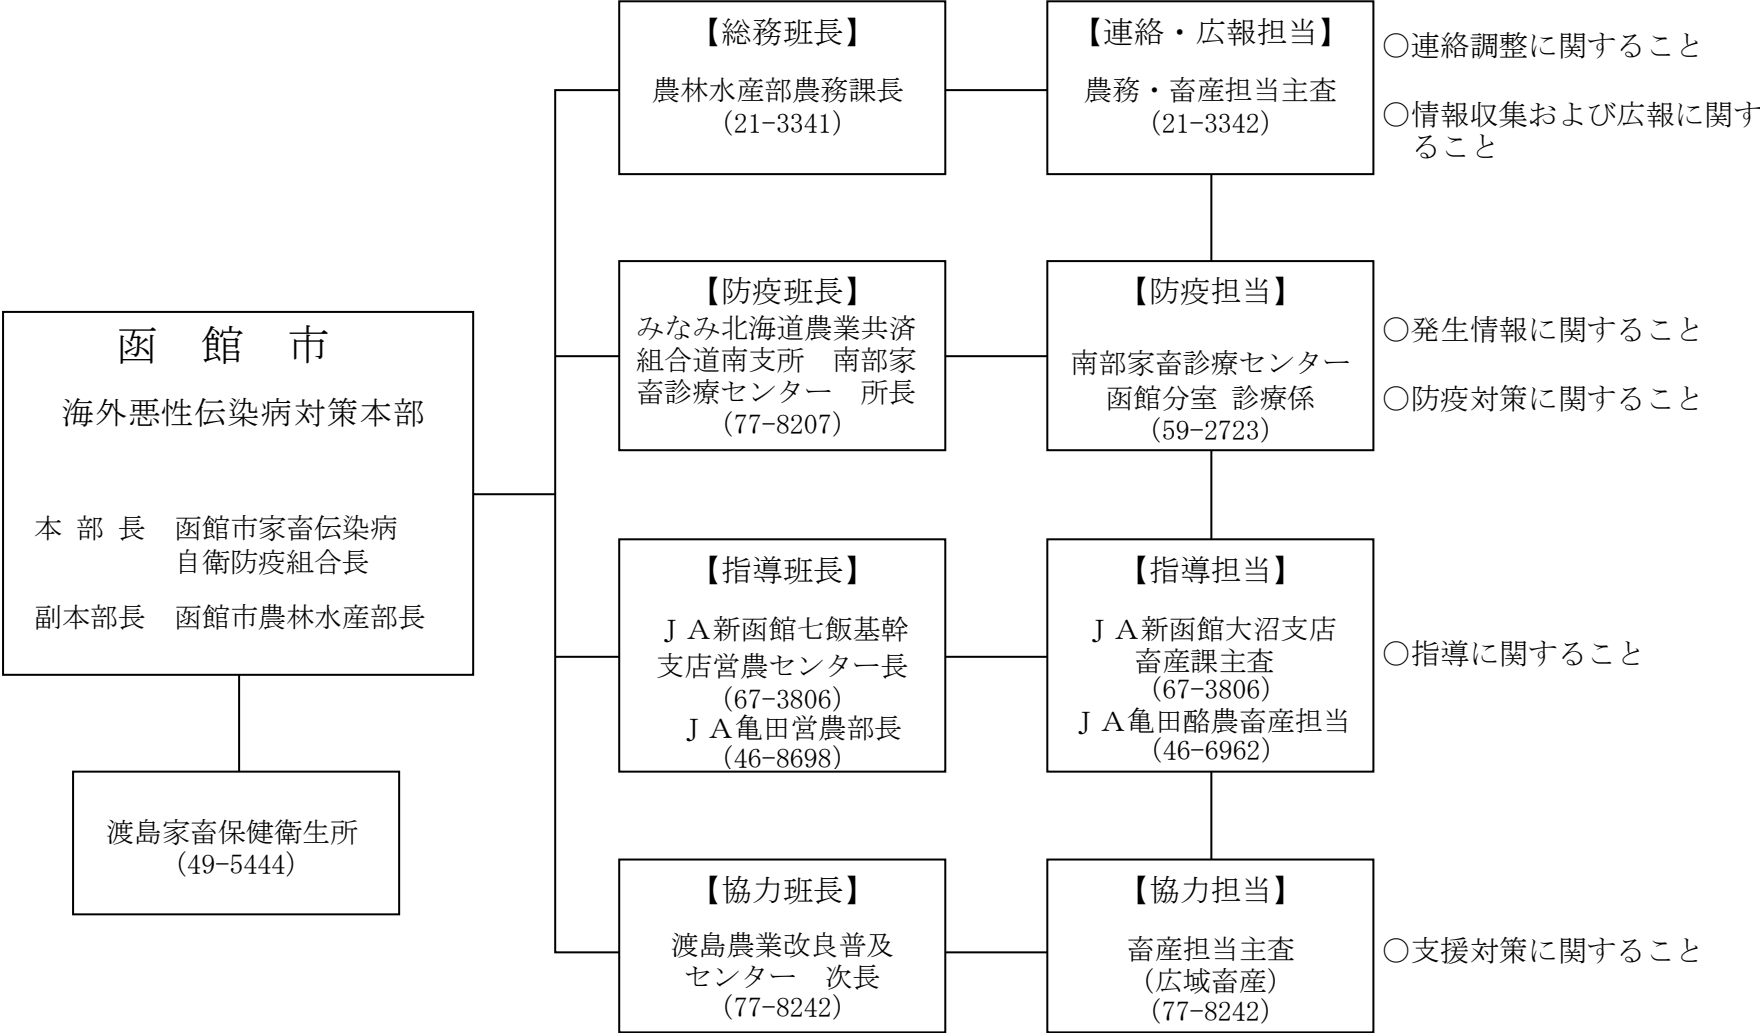 函　館　市
海外悪性伝染病対策本部
本 部 長　函館市家畜伝染病
自衛防疫組合長
副本部長　函館市農林水産部長
渡島家畜保健衛生所
(49-5444)
【総務班長】
農林水産部農務課長
(21-3341)
【連絡・広報担当】
農務・畜産担当主査
(21-3342)
○連絡調整に関すること
○情報収集および広報に関す
ること
【防疫班長】
みなみ北海道農業共済
組合道南支所　南部家
畜診療センター　所長
(77-8207)
【防疫担当】
南部家畜診療センター
函館分室 診療係
(59-2723)
○発生情報に関すること
○防疫対策に関すること
【指導班長】
ＪＡ新函館七飯基幹
支店営農センター長
(67-3806)
ＪＡ亀田営農部長
(46-8698)
【指導担当】
ＪＡ新函館大沼支店
畜産課主査
(67-3806)
ＪＡ亀田酪農畜産担当
(46-6962)
○指導に関すること
【協力班長】
渡島農業改良普及
センター　次長
(77-8242)
【協力担当】
畜産担当主査
(広域畜産)
(77-8242)
○支援対策に関すること